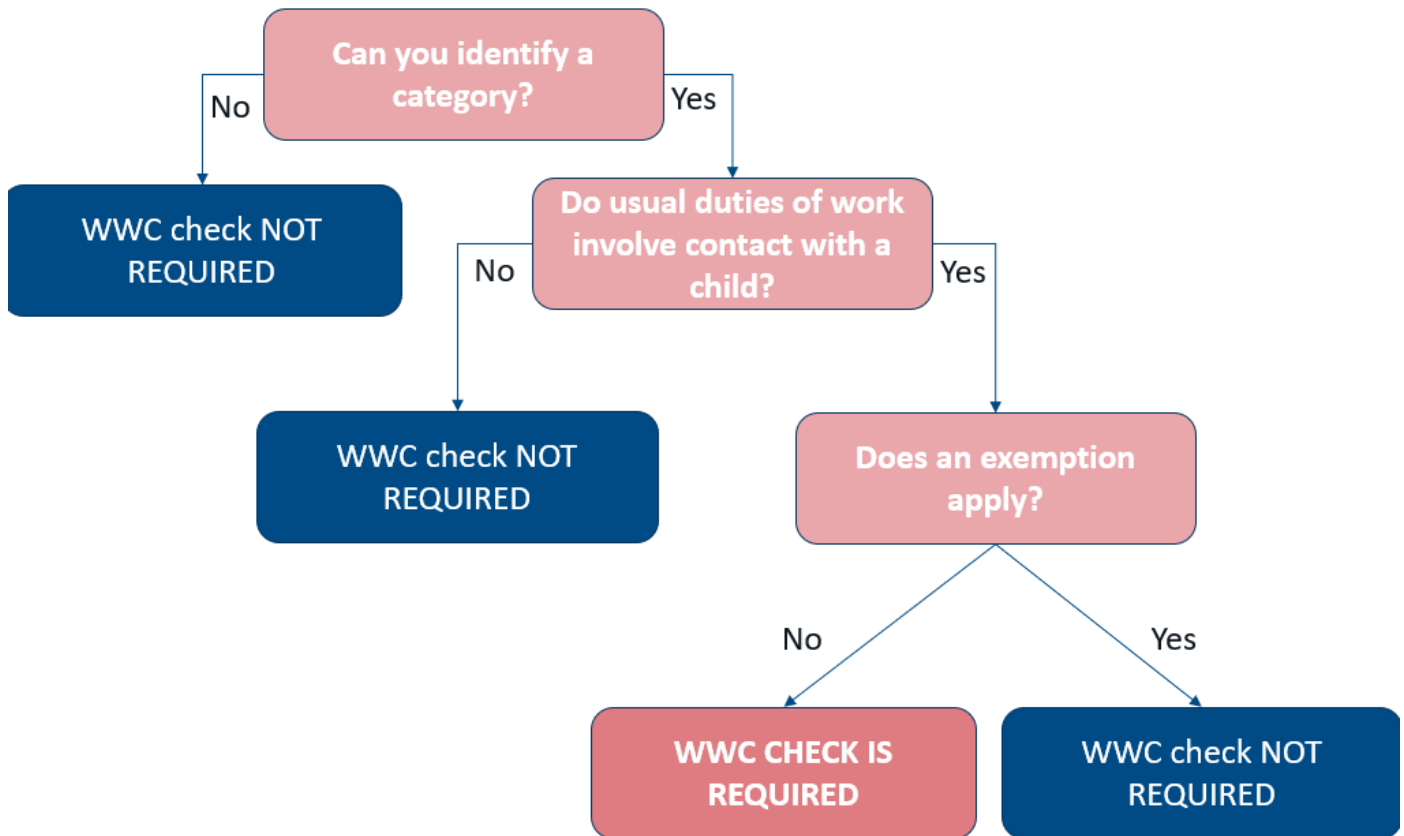 Can you identify a
category?
No
Yes
WWC check NOT
REQUIRED
Do usual duties of work
involve contact with a
child?
No
Yes
WWC check NOT
REQUIRED
Does an exemption
apply?
No
Yes
WWC CHECK IS
REQUIRED
WWC check NOT
REQUIRED